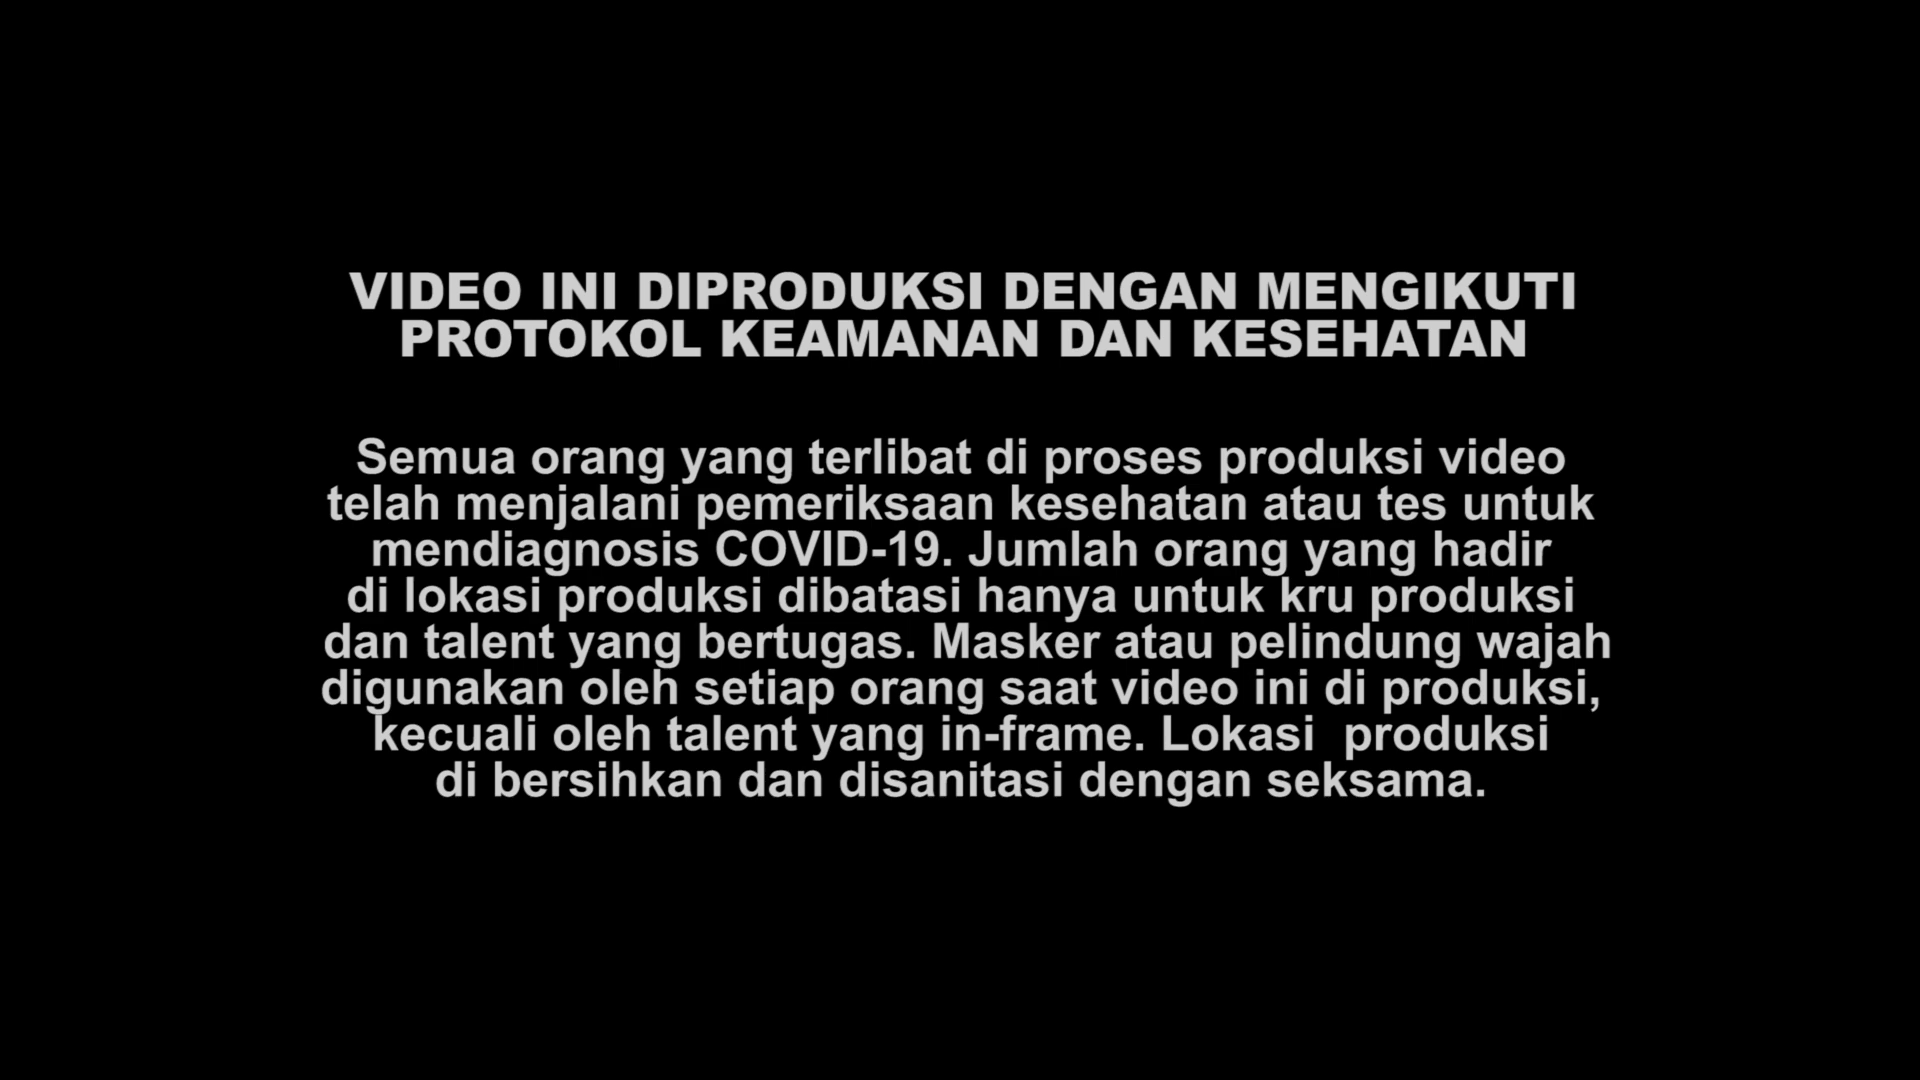 VIDEO INI DIPRODUKSI DENGAN MENGIKUTI
PROTOKOL KEAMANAN DAN KESEHATAN
Semua orang yang terlibat di proses produksi video
telah menjalani pemeriksaan kesehatan atau tes untuk
mendiagnosis COVID-19. Jumlah orang yang hadir
di lokasi produksi dibatasi hanya untuk kru produksi
dan talent yang bertugas. Masker atau pelindung wajah
digunakan oleh setiap orang saat video ini di produksi,
kecuali oleh talent yang in-frame. Lokasi  produksi
di bersihkan dan disanitasi dengan seksama.